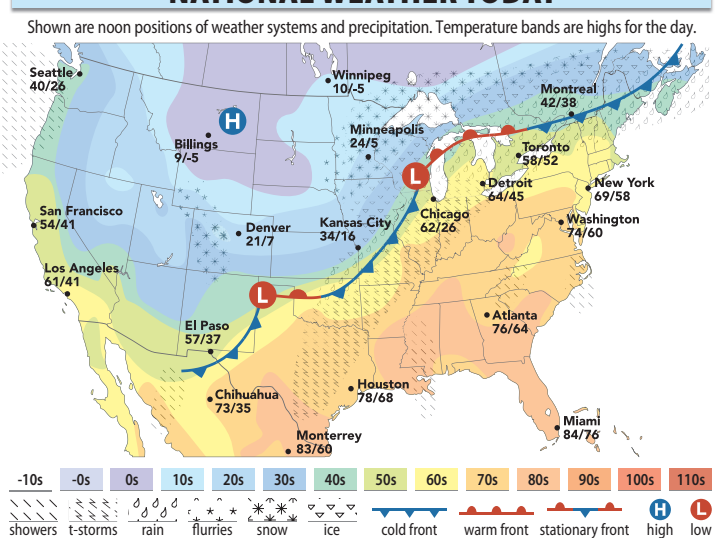 NATIONAL WEATHER TODAY
Shown are noon positions of weather systems and precipitation. Temperature bands are highs for the day.
Seattle
40/26
Winnipeg
10/-5
Montreal
42/38
H
Billings
9/-5
Minneapolis
24/5
Toronto
58/52
L
Detroit
64/45
New York
69/58
San Francisco
54/41
Denver
21/7
Kansas City
34/16
Chicago
62/26
Washington
74/60
Los Angeles
61/41
L
El Paso
57/37
Atlanta
76/64
Chihuahua
73/35
Houston
78/68
Monterrey
83/60
Miami
84/76
-10s -0s 0s 10s 20s 30s 40s 50s 60s 70s 80s 90s 100s 110s
H L
showers t-storms rain flurries snow ice cold front warm front stationary front high low